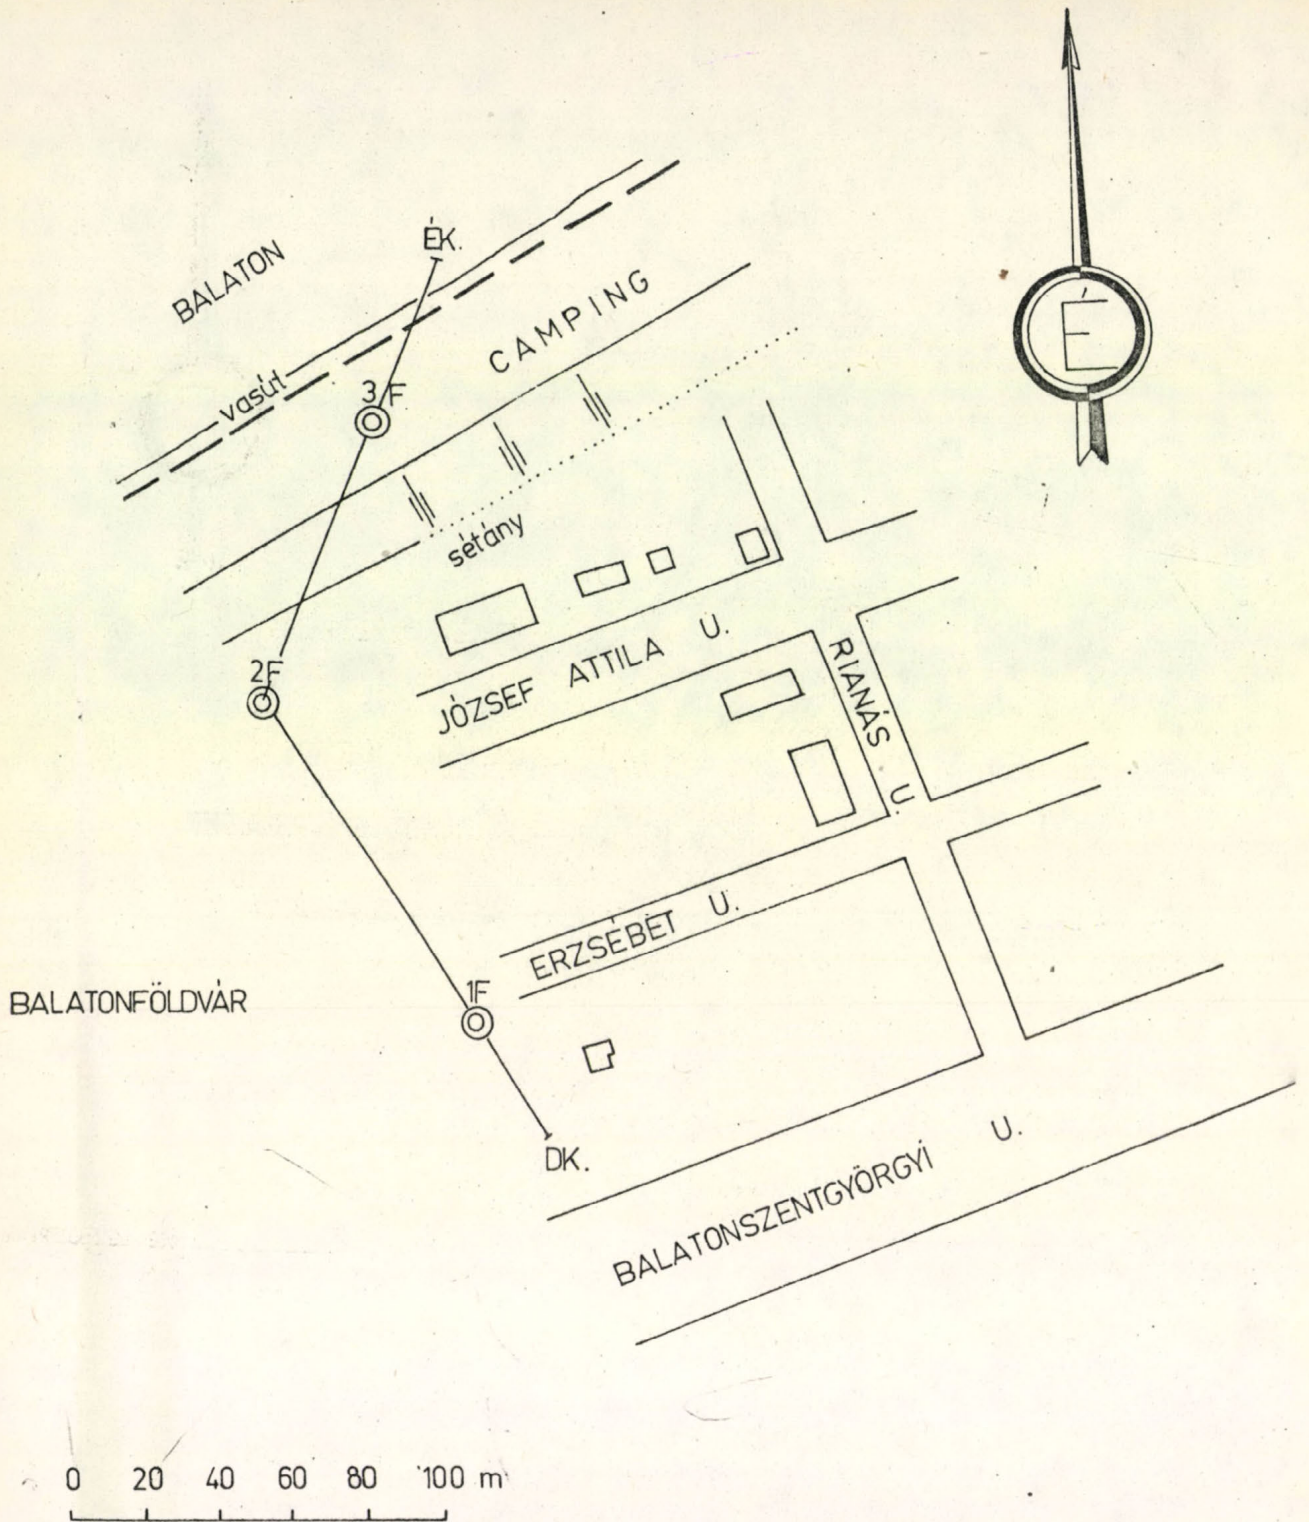 ÉK.
BALATON
É
CAMPING
vasút
3F
sétány
2F
JÓZSEF ATTILA U.
RIANÁS U.
ERZSÉBET U.
1F
BALATONFÖLDVÁR
DK.
BALATONSZENTGYÖRGYI U.
0 20 40 60 80 100 m